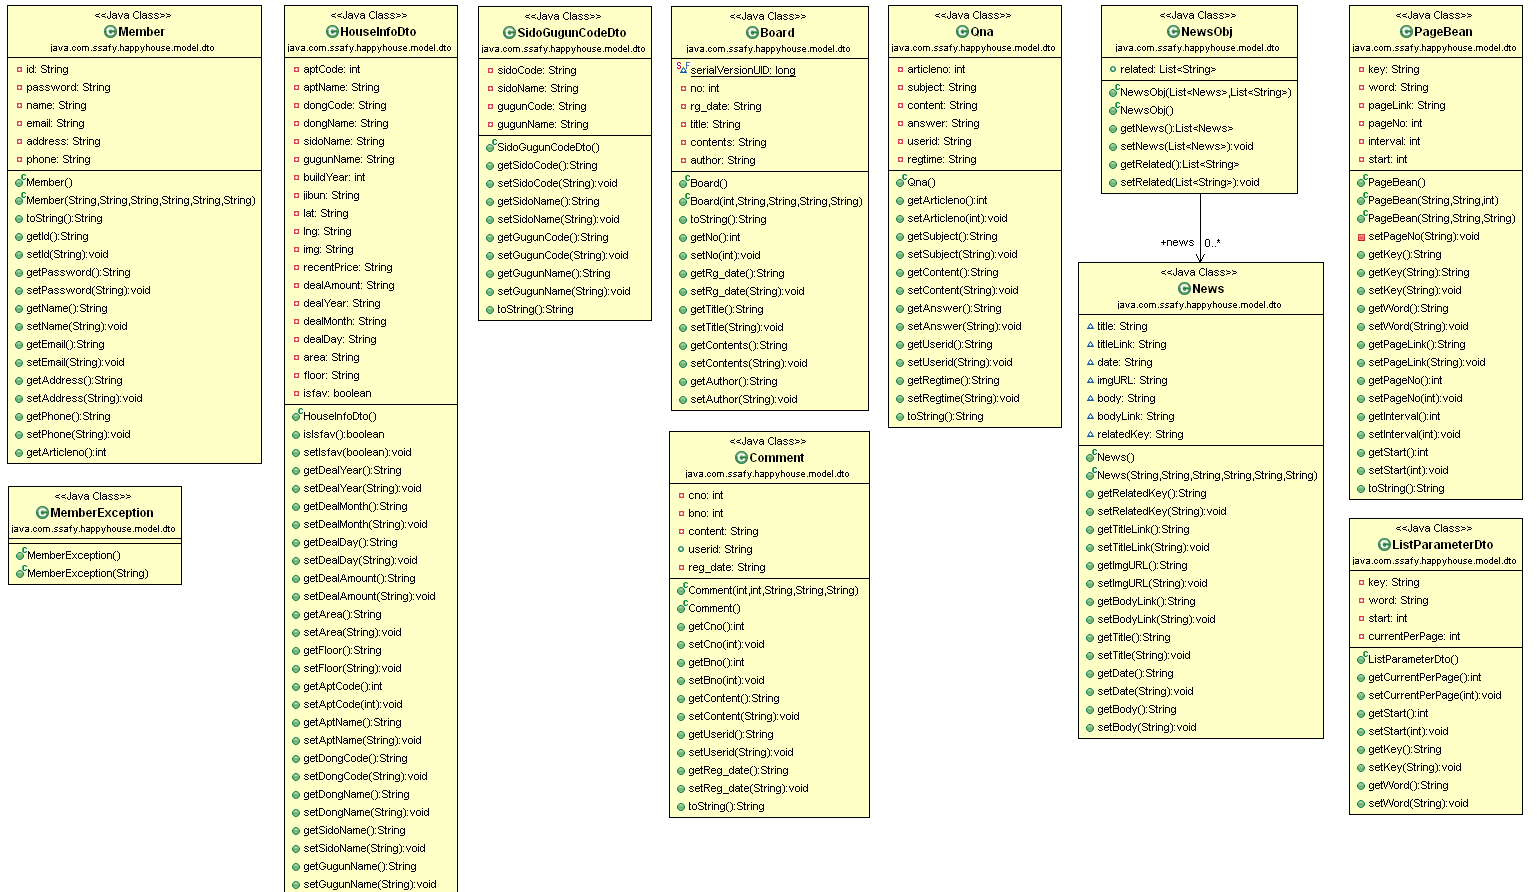 <<Java Class>>
Member
java.com.ssafy.happyhouse.model.dto
id: String
password: String
name: String
email: String
address: String
phone: String
Member()
Member(String,String,String,String,String,String)
toString():String
getId():String
setId(String):void
getPassword():String
setPassword(String):void
getName():String
setName(String):void
getEmail():String
setEmail(String):void
getAddress():String
setAddress(String):void
getPhone():String
setPhone(String):void
getArticleno():int
<<Java Class>>
MemberException
java.com.ssafy.happyhouse.model.dto
MemberException()
MemberException(String)
<<Java Class>>
HouseInfoDto
java.com.ssafy.happyhouse.model.dto
aptCode: int
aptName: String
dongCode: String
dongName: String
sidoName: String
gugunName: String
buildYear: int
jibun: String
lat: String
lng: String
img: String
recentPrice: String
dealAmount: String
dealYear: String
dealMonth: String
dealDay: String
area: String
floor: String
isfav: boolean
HouseInfoDto()
isIsfav():boolean
setIsfav(boolean):void
getDealYear():String
setDealYear(String):void
getDealMonth():String
setDealMonth(String):void
getDealDay():String
setDealDay(String):void
getDealAmount():String
setDealAmount(String):void
getArea():String
setArea(String):void
getFloor():String
setFloor(String):void
getAptCode():int
setAptCode(int):void
getAptName():String
setAptName(String):void
getDongCode():String
setDongCode(String):void
getDongName():String
setDongName(String):void
getSidoName():String
setSidoName(String):void
getGugunName():String
setGugunName(String):void
<<Java Class>>
SidoGugunCodeDto
java.com.ssafy.happyhouse.model.dto
sidoCode: String
sidoName: String
gugunCode: String
gugunName: String
SidoGugunCodeDto()
getSidoCode():String
setSidoCode(String):void
getSidoName():String
setSidoName(String):void
getGugunCode():String
setGugunCode(String):void
getGugunName():String
setGugunName(String):void
toString():String
<<Java Class>>
Board
java.com.ssafy.happyhouse.model.dto
serialVersionUID: long
no: int
rg_date: String
title: String
contents: String
author: String
Board()
Board(int,String,String,String,String)
toString():String
getNo():int
setNo(int):void
getRg_date():String
setRg_date(String):void
getTitle():String
setTitle(String):void
getContents():String
setContents(String):void
getAuthor():String
setAuthor(String):void
<<Java Class>>
Comment
java.com.ssafy.happyhouse.model.dto
cno: int
bno: int
content: String
userid: String
reg_date: String
Comment(int,int,String,String,String)
Comment()
getCno():int
setCno(int):void
getBno():int
setBno(int):void
getContent():String
setContent(String):void
getUserid():String
setUserid(String):void
getReg_date():String
setReg_date(String):void
toString():String
<<Java Class>>
Qna
java.com.ssafy.happyhouse.model.dto
articleno: int
subject: String
content: String
answer: String
userid: String
regtime: String
Qna()
getArticleno():int
setArticleno(int):void
getSubject():String
setSubject(String):void
getContent():String
setContent(String):void
getAnswer():String
setAnswer(String):void
getUserid():String
setUserid(String):void
getRegtime():String
setRegtime(String):void
toString():String
<<Java Class>>
NewsObj
java.com.ssafy.happyhouse.model.dto
related: List<String>
NewsObj(List<News>,List<String>)
NewsObj()
getNews():List<News>
setNews(List<News>):void
getRelated():List<String>
setRelated(List<String>):void
+news 0..*
<<Java Class>>
News
java.com.ssafy.happyhouse.model.dto
title: String
titleLink: String
date: String
imgURL: String
body: String
bodyLink: String
relatedKey: String
News()
News(String,String,String,String,String,String)
getRelatedKey():String
setRelatedKey(String):void
getTitleLink():String
setTitleLink(String):void
getImgURL():String
setImgURL(String):void
getBodyLink():String
setBodyLink(String):void
getTitle():String
setTitle(String):void
getDate():String
setDate(String):void
getBody():String
setBody(String):void
<<Java Class>>
PageBean
java.com.ssafy.happyhouse.model.dto
key: String
word: String
pageLink: String
pageNo: int
interval: int
start: int
PageBean()
PageBean(String,String,int)
PageBean(String,String,String)
setPageNo(String):void
getKey():String
getKey(String):String
setKey(String):void
getWord():String
setWord(String):void
getPageLink():String
setPageLink(String):void
getPageNo():int
setPageNo(int):void
getInterval():int
setInterval(int):void
getStart():int
setStart(int):void
toString():String
<<Java Class>>
ListParameterDto
java.com.ssafy.happyhouse.model.dto
key: String
word: String
start: int
currentPerPage: int
ListParameterDto()
getCurrentPerPage():int
setCurrentPerPage(int):void
getStart():int
setStart(int):void
getKey():String
setKey(String):void
getWord():String
setWord(String):void